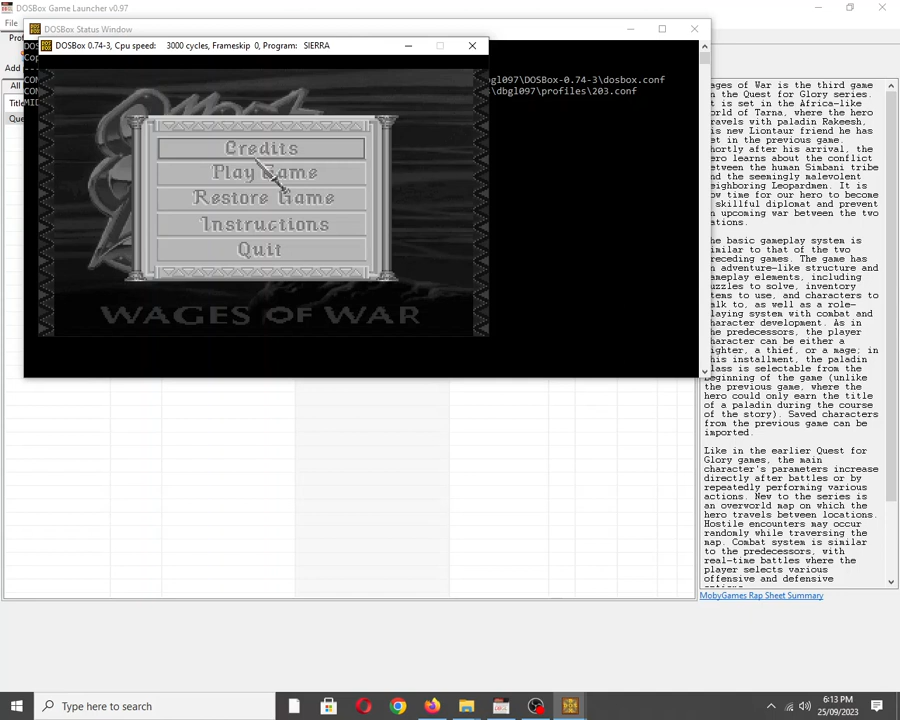 DOSBox Game Launcher v0.97
File
DOSBox Status Window
DOSBox 0.74-3, Cpu speed: 3000 cycles, Frameskip 0, Program: SIERRA
Add
All
Title
bgl097\DOSBox-0.74-3\dosbox.conf
\dbgl097\profiles\203.conf
Credits
Play Game
Restore Game
Instructions
Quit
WAGES OF WAR
ages of War is the third game
n the Quest for Glory series.
t is set in the Africa-like
orld of Tarna, where the hero
ravels with paladin Rakeesh,
is new Liontaur friend he has
et in the previous game.
hortly after his arrival, the
ero learns about the conflict
etween the human Simbani tribe
nd the seemingly malevolent
eighboring Leopardmen. It is
ow time for our hero to become
skillful diplomat and prevent
n upcoming war between the two
ations.
he basic gameplay system is
imilar to that of the two
receding games. The game has
n adventure-like structure and
ameplay elements, including
uzzles to solve, inventory
tems to use, and characters to
alk to, as well as a role-
laying system with combat and
haracter development. As in
he predecessors, the player
haracter can be either a
ighter, a thief, or a mage; in
his installment, the paladin
lass is selectable from the
beginning of the game (unlike
the previous game, where the
hero could only earn the title
of a paladin during the course
of the story). Saved characters
from the previous game can be
imported.
Like in the earlier Quest for
Glory games, the main
character's parameters increase
directly after battles or by
repeatedly performing various
actions. New to the series is
an overworld map on which the
hero travels between locations.
Hostile encounters may occur
randomly while traversing the
map. Combat system is similar
to the predecessors, with
real-time battles where the
player selects various
offensive and defensive
MobyGames Rap Sheet Summary
Type here to search
6:13 PM
25/09/2023